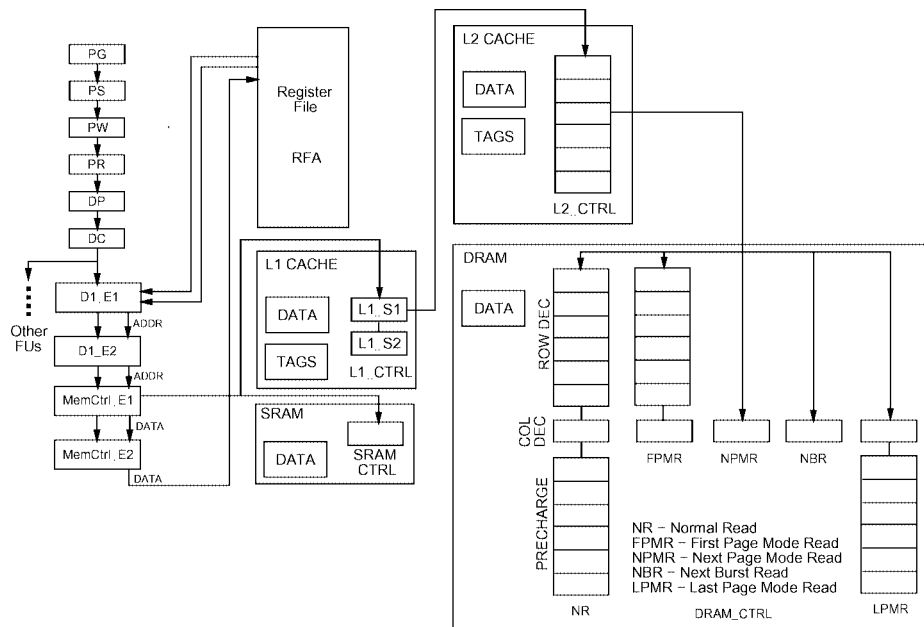 PG
PS
PW
PR
DP
DC
Other
FUs
D1_E1
ADDR
D1_E2
ADDR
MemCtrl_E1
DATA
MemCtrl_E2
DATA
Register
File
RFA
L1 CACHE
DATA
TAGS
L1_S1
L1_S2
L1_CTRL
SRAM
DATA
SRAM
CTRL
L2 CACHE
DATA
TAGS
L2_CTRL
DRAM
DATA
ROW DEC
COL
DEC
PRECHARGE
FPMR
NPMR
NBR
NR – Normal Read
FPMR – First Page Mode Read
NPMR – Next Page Mode Read
NBR – Next Burst Read
LPMR – Last Page Mode Read
NR
DRAM_CTRL
LPMR